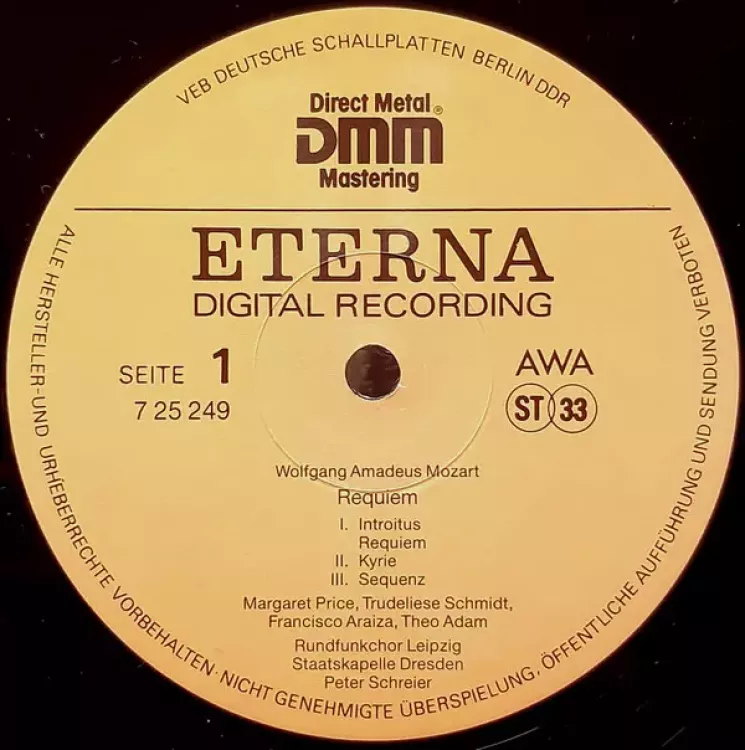 VEB DEUTSCHE SCHALLPLATTEN BERLIN DDR
Direct Metal®
DMM
Mastering
ETERNA
DIGITAL RECORDING
SEITE 1
7 25 249
AWA
ST 33
Wolfgang Amadeus Mozart
Requiem
I. Introitus
Requiem
II. Kyrie
III. Sequenz
Margaret Price, Trudeliese Schmidt,
Francisco Araiza, Theo Adam
Rundfunkchor Leipzig
Staatskapelle Dresden
Peter Schreier
ALLE HERSTELLER-UND URHEBERRECHTE VORBEHALTEN · NICHT GENEHMIGTE ÜBERSPIELUNG, ÖFFENTLICHE AUFFÜHRUNG UND SENDUNG VERBOTEN